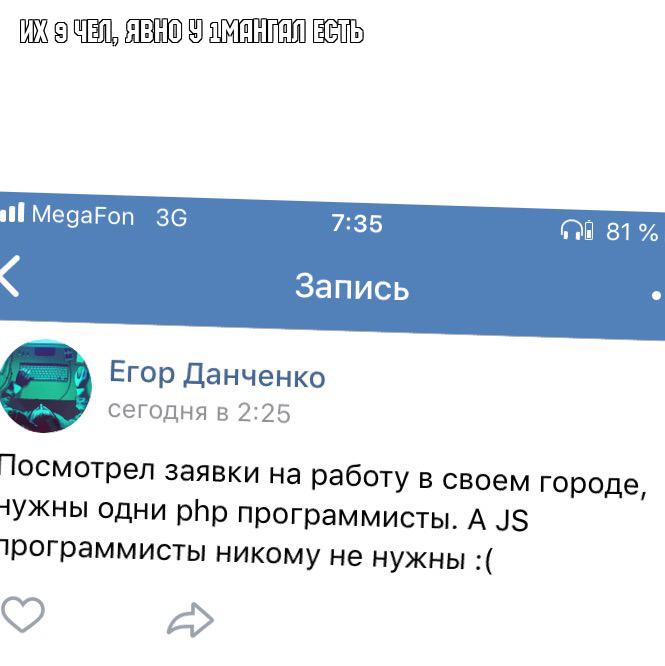 ИХ 9 ЧЕЛ, ЯВНО У 1МАНГАЛ ЕСТЬ
MegaFon 3G 7:35 81 %
Запись
Егор Данченко
сегодня в 2:25
Посмотрел заявки на работу в своем городе,
нужны одни php программисты. А JS
программисты никому не нужны :(